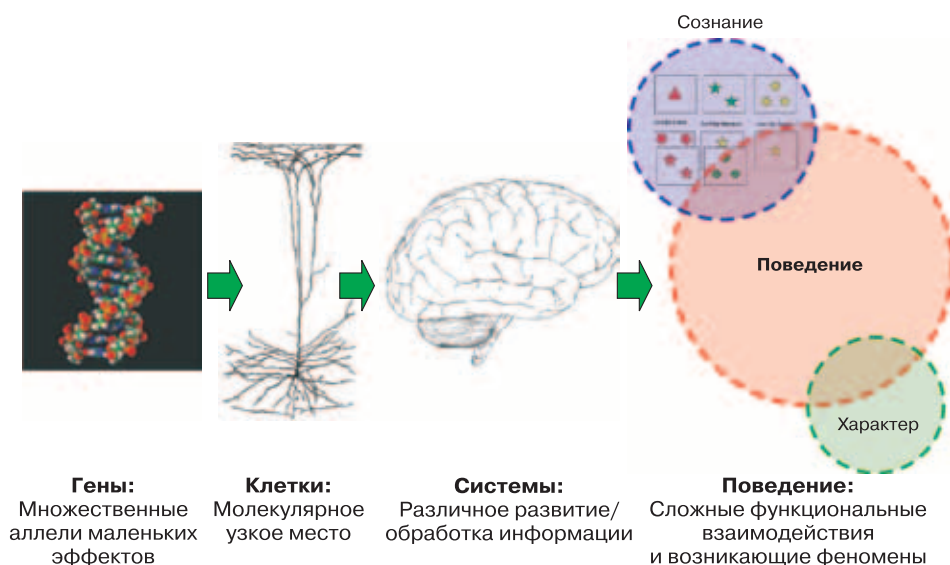 Сознание
Поведение
Характер
Гены:
Множественные
аллели маленьких
эффектов
Клетки:
Молекулярное
узкое место
Системы:
Различное развитие/
обработка информации
Поведение:
Сложные функциональные
взаимодействия
и возникающие феномены